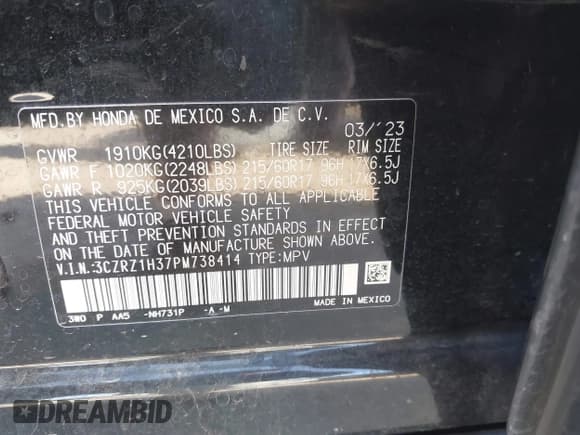 MFD.BY HONDA DE MEXICO S.A. DE C.V.
03/'23
GVWR 1910KG(4210LBS) TIRE SIZE RIM SIZE
GAWR F 1020KG(2248LBS) 215/60R17 96H 17X6.5J
GAWR R 925KG(2039LBS) 215/60R17 96H 17X6.5J
THIS VEHICLE CONFORMS TO ALL APPLICABLE
FEDERAL MOTOR VEHICLE SAFETY
AND THEFT PREVENTION STANDARDS IN EFFECT
ON THE DATE OF MANUFACTURE SHOWN ABOVE.
V.I.N.:3CZRZ1H37PM738414 TYPE:MPV
3W0 P AA5 -NH731P -A -M
MADE IN MEXICO
DREAMBID